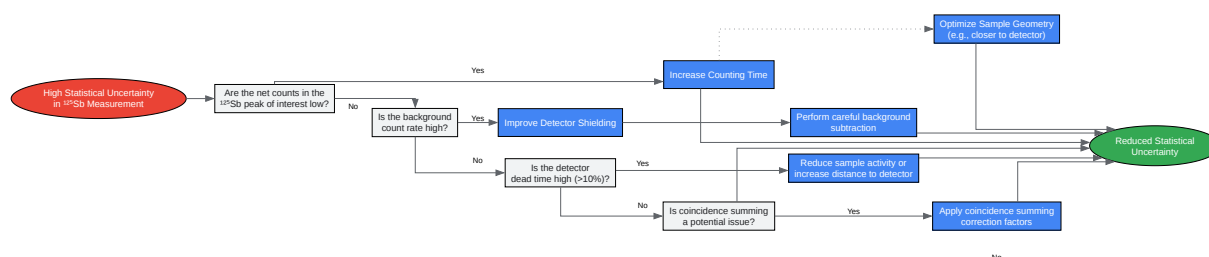 Optimize Sample Geometry
(e.g., closer to detector)
Yes
Increase Counting Time
High Statistical Uncertainty
in ¹²⁵Sb Measurement
Are the net counts in the
¹²⁵Sb peak of interest low?
No
Is the background
count rate high?
Yes
Improve Detector Shielding
Perform careful background
subtraction
Reduced Statistical
Uncertainty
No
Is the detector
dead time high (>10%)?
Yes
Reduce sample activity or
increase distance to detector
No
Is coincidence summing
a potential issue?
Yes
Apply coincidence summing
correction factors